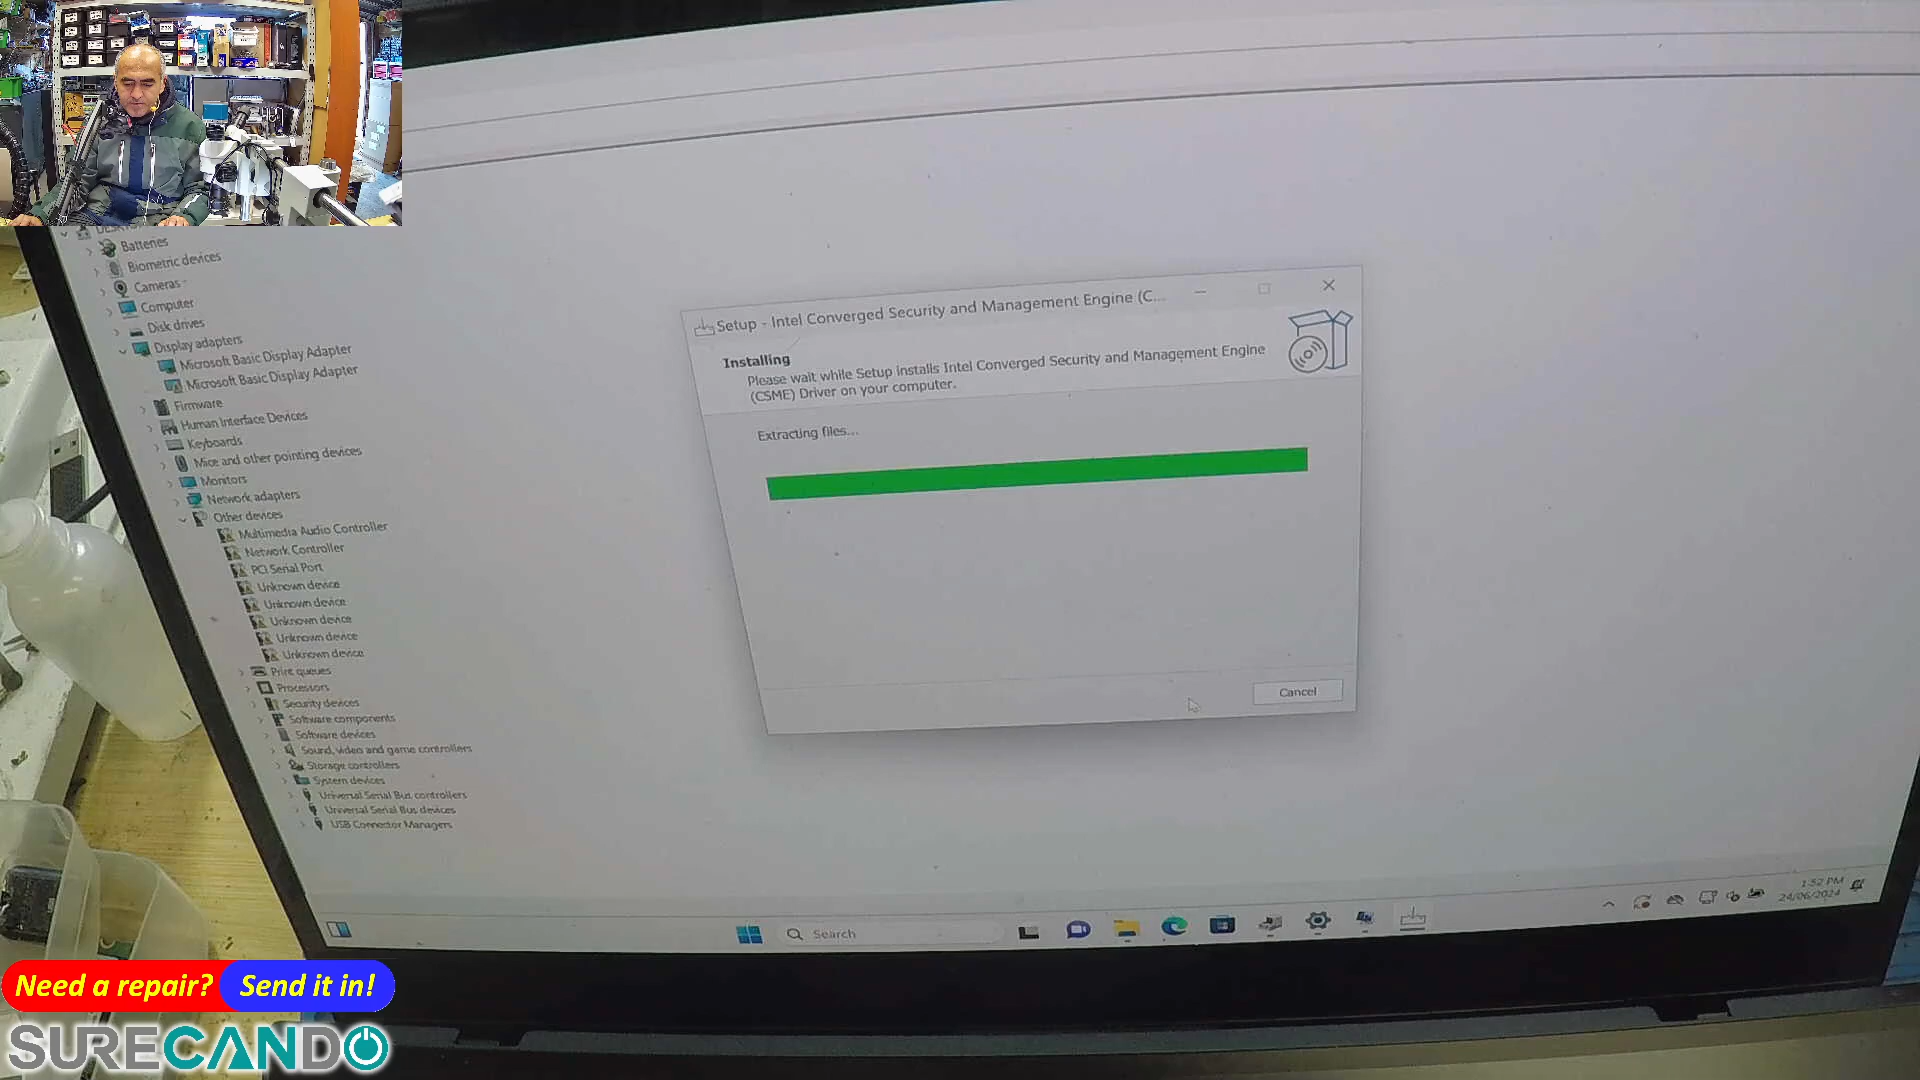 Batteries
Biometric devices
Cameras
Computer
Disk drives
Display adapters
Microsoft Basic Display Adapter
Microsoft Basic Display Adapter
Firmware
Human Interface Devices
Keyboards
Mice and other pointing devices
Monitors
Network adapters
Other devices
Multimedia Audio Controller
Network Controller
PCI Serial Port
Unknown device
Unknown device
Unknown device
Unknown device
Unknown device
Print queues
Processors
Security devices
Software components
Software devices
Sound, video and game controllers
Storage controllers
System devices
Universal Serial Bus controllers
Universal Serial Bus devices
USB Connector Managers
Setup - Intel Converged Security and Management Engine (C...
Installing
Please wait while Setup installs Intel Converged Security and Management Engine
(CSME) Driver on your computer.
Extracting files...
Cancel
Search
1:52 PM
24/06/2024
Need a repair? Send it in!
SURECANDO